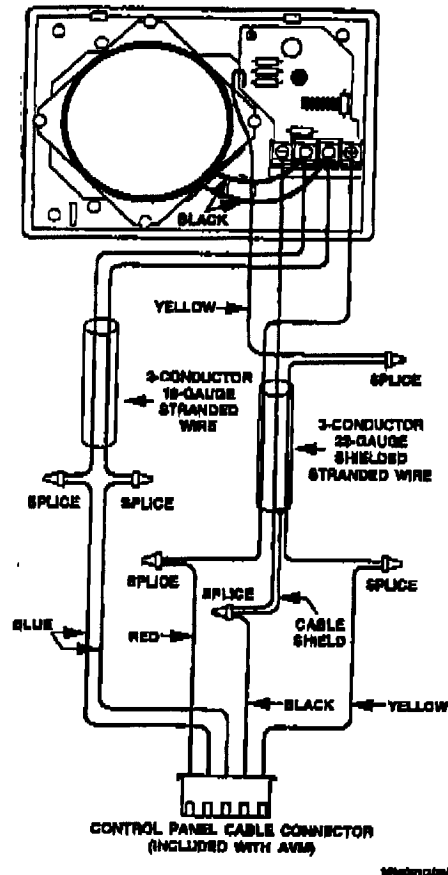 BLACK
YELLOW
SPLICE
2-CONDUCTOR
18-GAUGE
STRANDED
WIRE
3-CONDUCTOR
22-GAUGE
SHIELDED
STRANDED WIRE
SPLICE
SPLICE
SPLICE
SPLICE
SPLICE
BLUE
RED
CABLE
SHIELD
BLACK
YELLOW
CONTROL PANEL CABLE CONNECTOR
(INCLUDED WITH AVM)